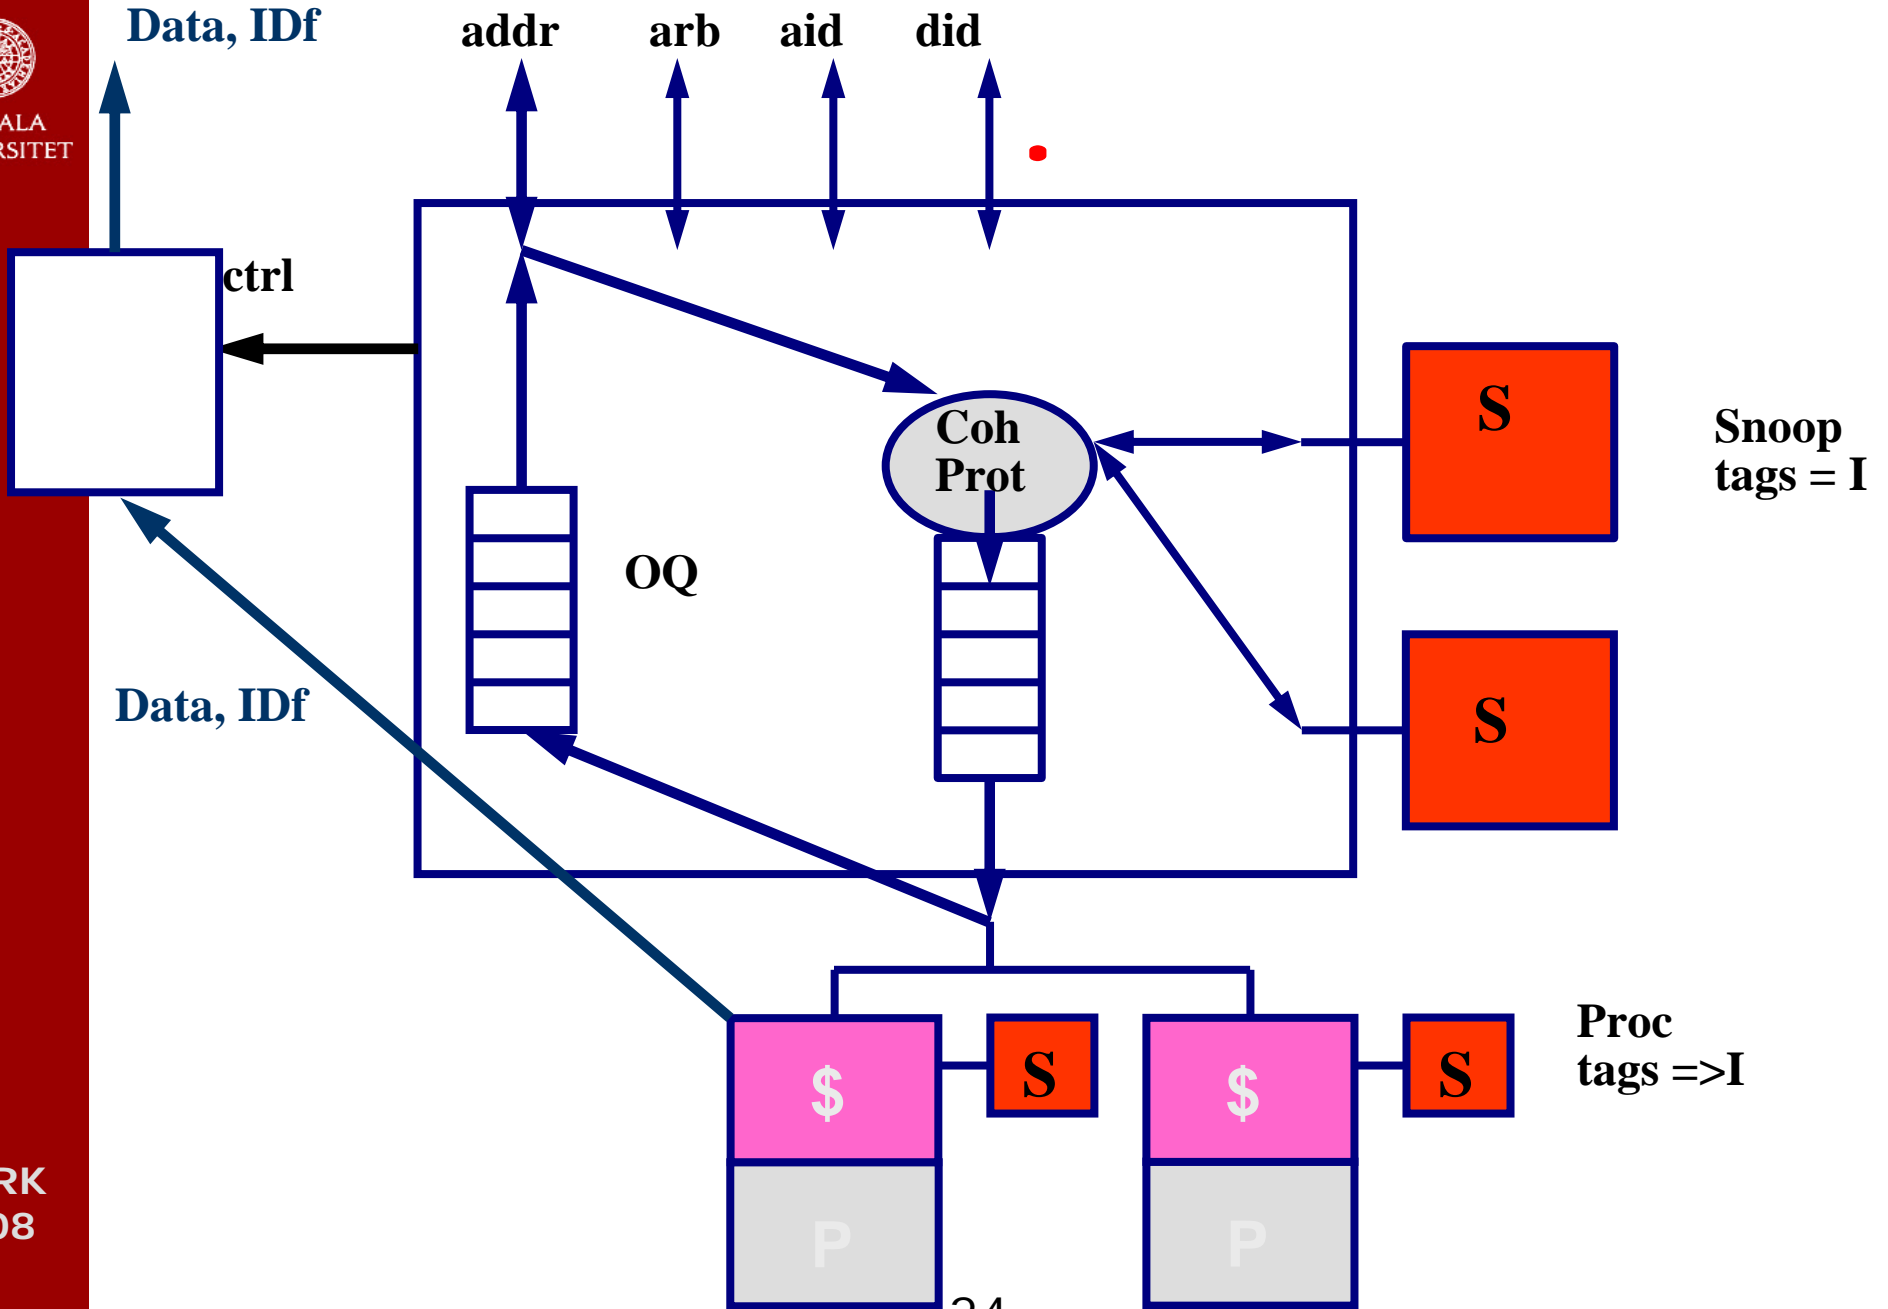 Data, IDf
addr
arb
aid
did
ALA
RSITET
ctrl
S
Coh
Prot
Snoop
tags = I
OQ
S
Data, IDf
Proc
tags =>I
$
S
$
S
RK
08
P
P